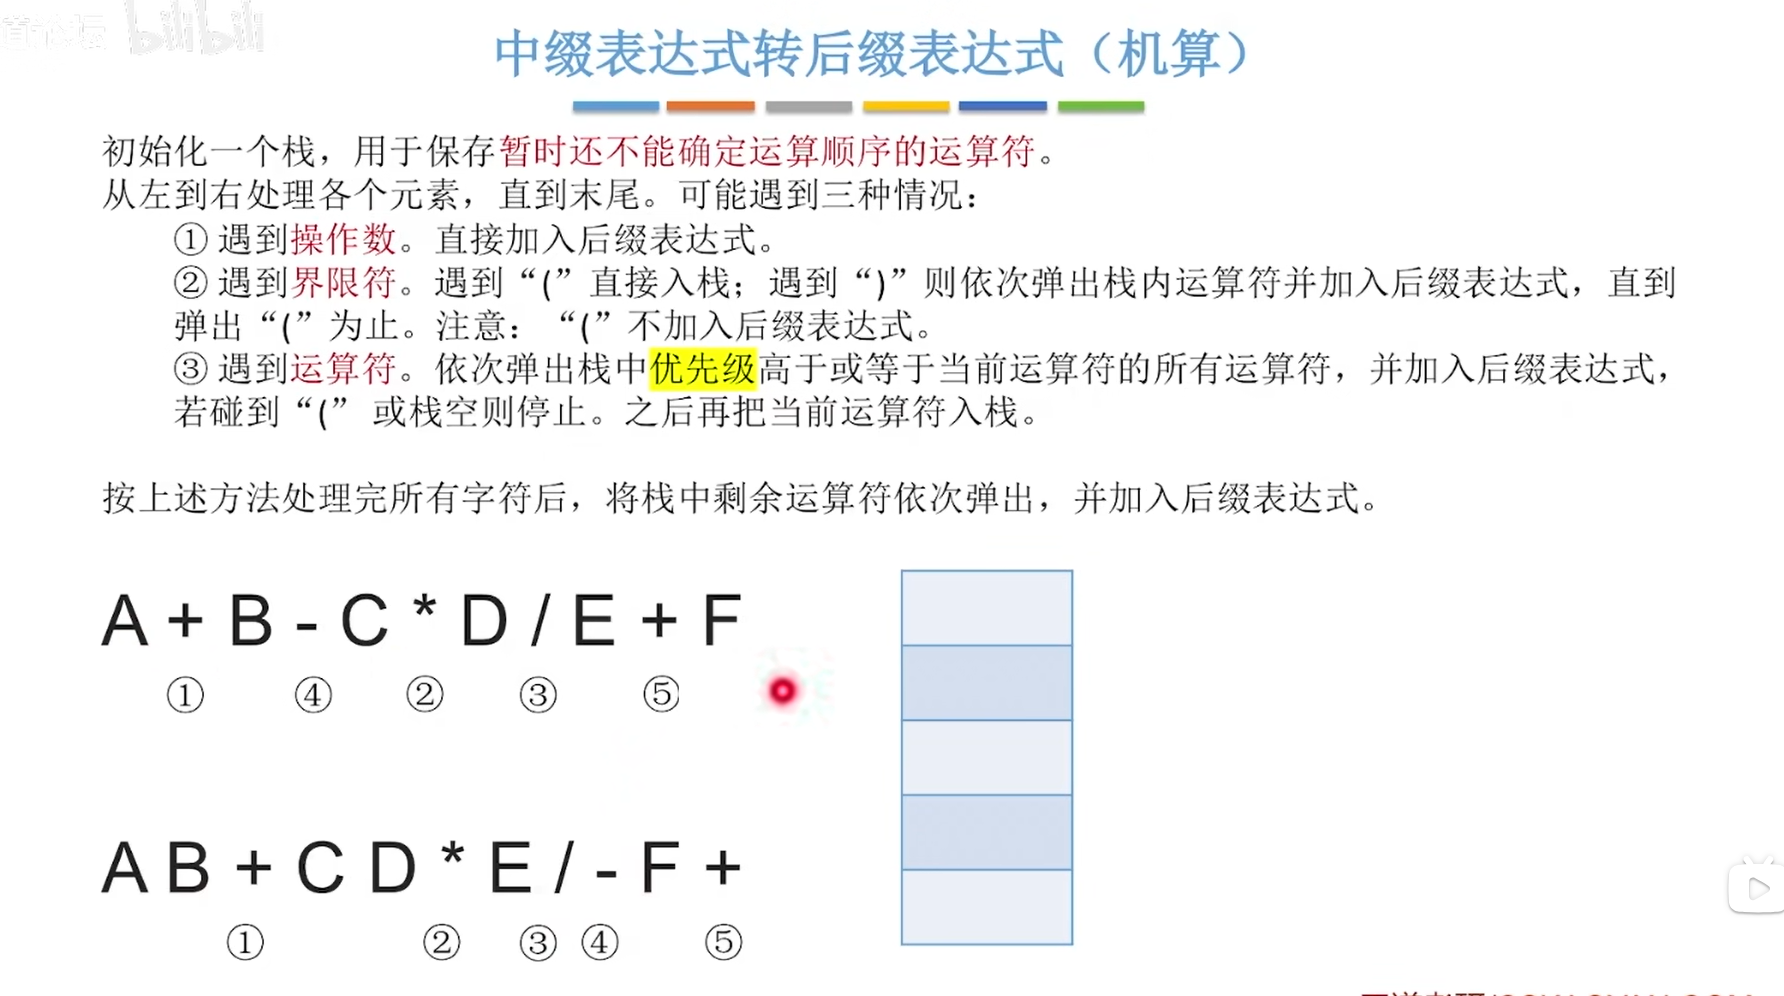 bilibili
中缀表达式转后缀表达式（机算）
初始化一个栈，用于保存暂时还不能确定运算顺序的运算符。
从左到右处理各个元素，直到末尾。可能遇到三种情况：
① 遇到操作数。直接加入后缀表达式。
② 遇到界限符。遇到“(”直接入栈；遇到“)”则依次弹出栈内运算符并加入后缀表达式，直到
弹出“(”为止。注意：“(”不加入后缀表达式。
③ 遇到运算符。依次弹出栈中优先级高于或等于当前运算符的所有运算符，并加入后缀表达式，
若碰到“(” 或栈空则停止。之后再把当前运算符入栈。
按上述方法处理完所有字符后，将栈中剩余运算符依次弹出，并加入后缀表达式。
A + B - C * D / E + F
① ④ ② ③ ⑤
A B + C D * E / - F +
① ② ③ ④ ⑤